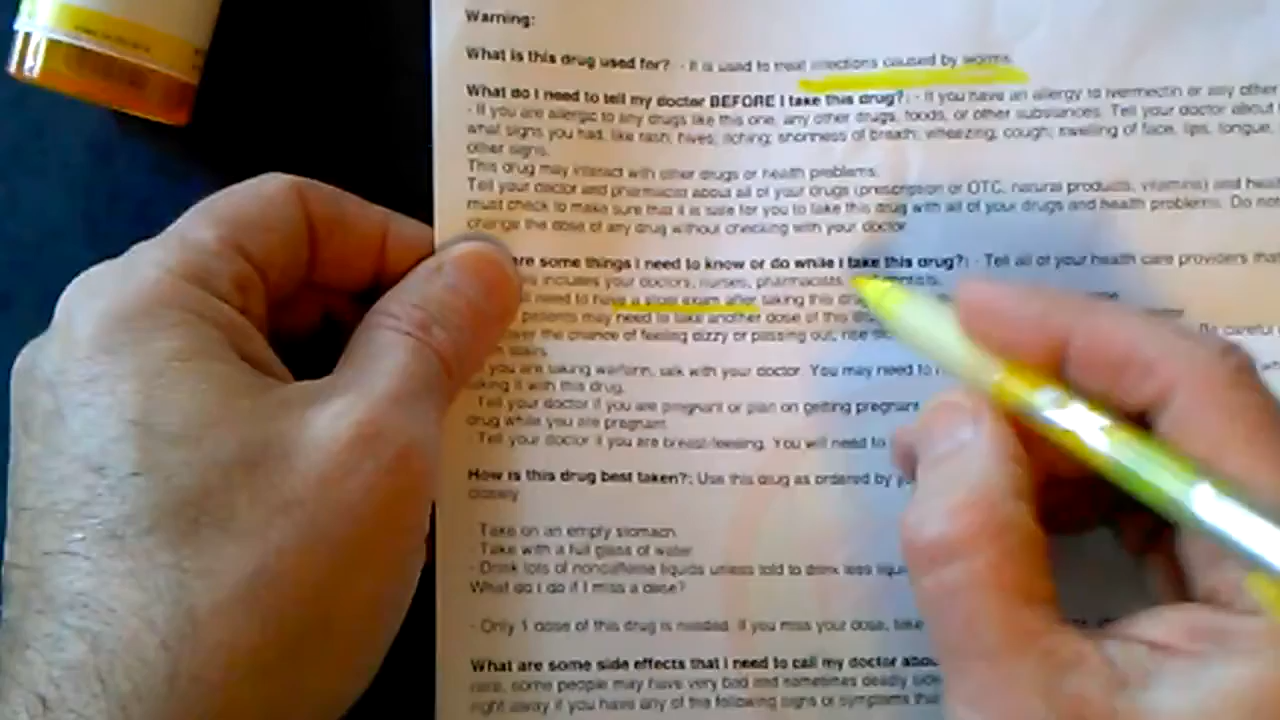 Warning:
What is this drug used for? - It is used to treat infections caused by worms.
What do I need to tell my doctor BEFORE I take this drug?: - If you have an allergy to ivermectin or any other
- If you are allergic to any drugs like this one, any other drugs, foods, or other substances. Tell your doctor about
what signs you had, like rash; hives; itching; shortness of breath; wheezing; cough; swelling of face, lips, tongue,
other signs.
This drug may interact with other drugs or health problems.
Tell your doctor and pharmacist about all of your drugs (prescription or OTC, natural products, vitamins) and
must check to make sure that it is safe for you to take this drug with all of your drugs and health problems. Do not
change the dose of any drug without checking with your doctor.
are some things I need to know or do while I take this drug?: - Tell all of your health care providers that
includes your doctors, nurses, pharmacists,
need to have a stool exam after taking this
patients may need to take another dose of this
the chance of feeling dizzy or passing out, rise Be careful
stairs.
you are taking warfarin, talk with your doctor. You may need to
taking it with this drug.
Tell your doctor if you are pregnant or plan on getting pregnant
drug while you are pregnant.
- Tell your doctor if you are breast-feeding. You will need to
How is this drug best taken?: Use this drug as ordered by
closely.
Take on an empty stomach.
Take with a full glass of water.
- Drink lots of noncaffeine liquids unless told to drink less
What do I do if I miss a dose?
- Only 1 dose of this drug is needed. If you miss your dose, take
What are some side effects that I need to call my doctor
rare, some people may have very bad and sometimes deadly side
right away if you have any of the following signs or symptoms that